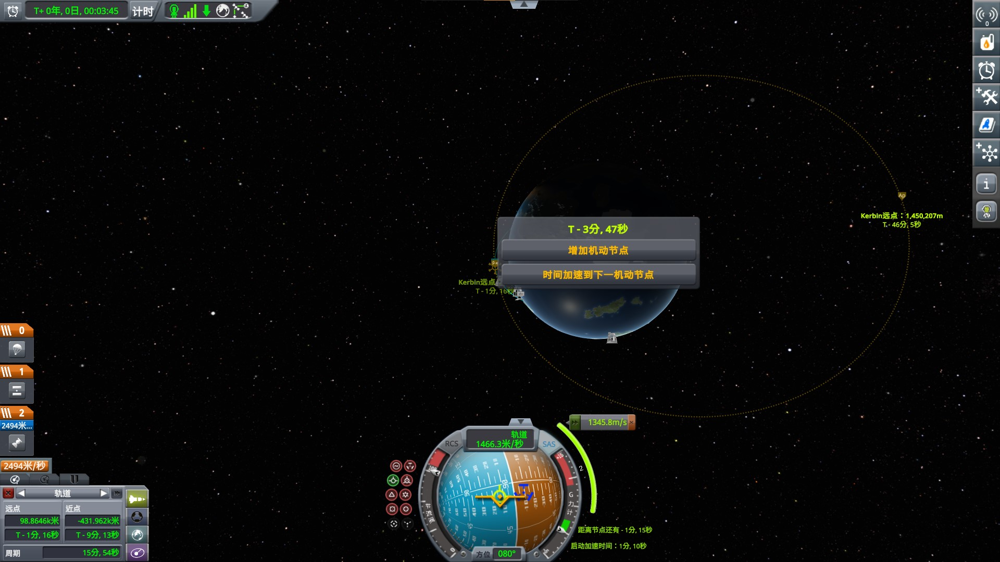 T+ 0年, 0日, 00:03:45
计时
0
Ap
Kerbin远点：1,450,207m
T - 46分, 5秒
T - 3分, 47秒
增加机动节点
时间加速到下一机动节点
Pe
Kerbin远点
T - 1分, 16秒
0
1
2
2494米...
2494米/秒
轨道
远点
近点
98.8646k米
-431.962k米
T - 1分, 16秒
T - 9分, 13秒
周期
15分, 54秒
1345.8m/s
轨道
1466.3米/秒
RCS
SAS
2
G力计
节流阀
距离节点还有 - 1分, 15秒
启动加速时间：1分, 10秒
方位
080°